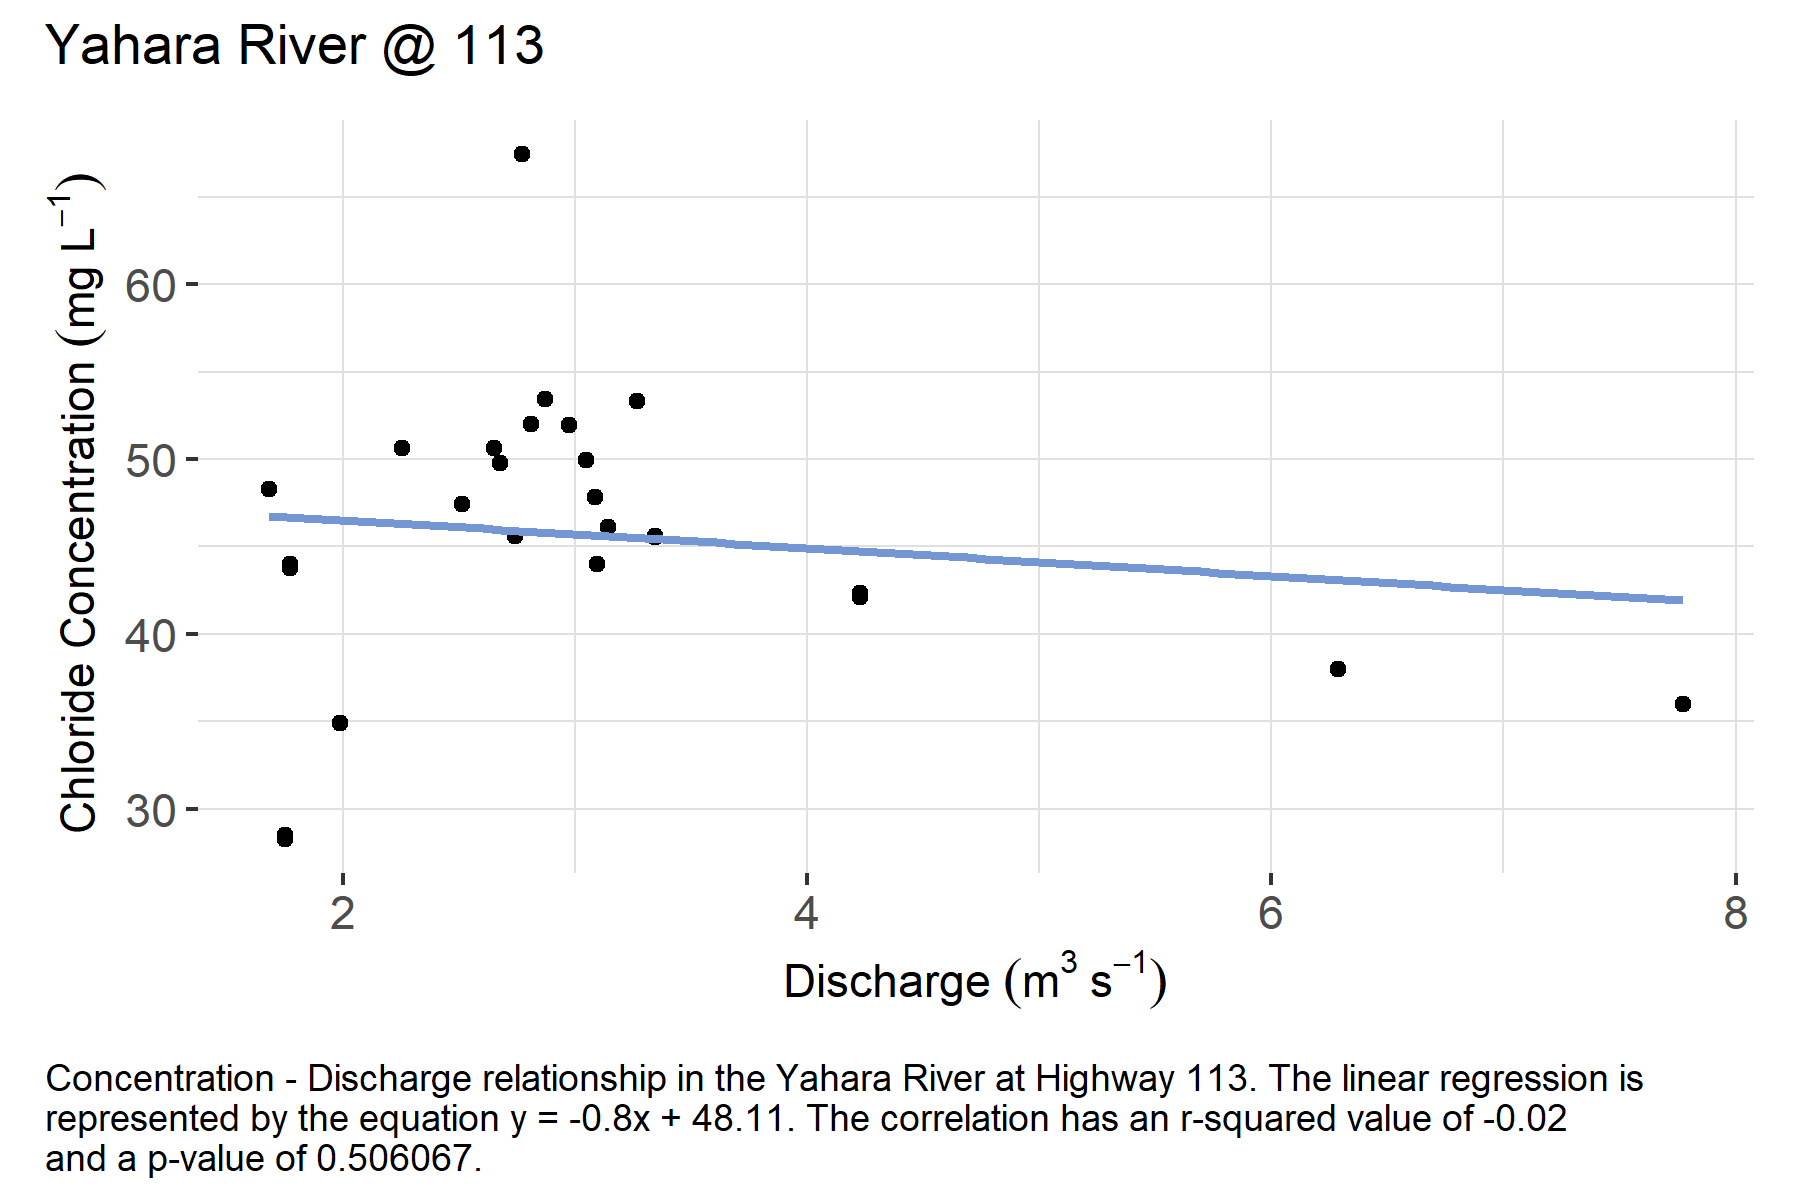 Yahara River @ 113
Chloride Concentration (mg L⁻¹)
60
50
40
30
2 4 6 8
Discharge (m³ s⁻¹)
Concentration - Discharge relationship in the Yahara River at Highway 113. The linear regression is
represented by the equation y = -0.8x + 48.11. The correlation has an r-squared value of -0.02
and a p-value of 0.506067.